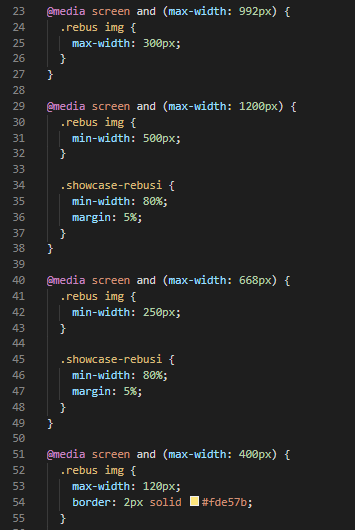 23 @media screen and (max-width: 992px) {
24 .rebus img {
25 max-width: 300px;
26 }
27 }
28
29 @media screen and (max-width: 1200px) {
30 .rebus img {
31 min-width: 500px;
32 }
33
34 .showcase-rebusi {
35 min-width: 80%;
36 margin: 5%;
37 }
38 }
39
40 @media screen and (max-width: 668px) {
41 .rebus img {
42 min-width: 250px;
43 }
44
45 .showcase-rebusi {
46 min-width: 80%;
47 margin: 5%;
48 }
49 }
50
51 @media screen and (max-width: 400px) {
52 .rebus img {
53 max-width: 120px;
54 border: 2px solid #fde57b;
55 }